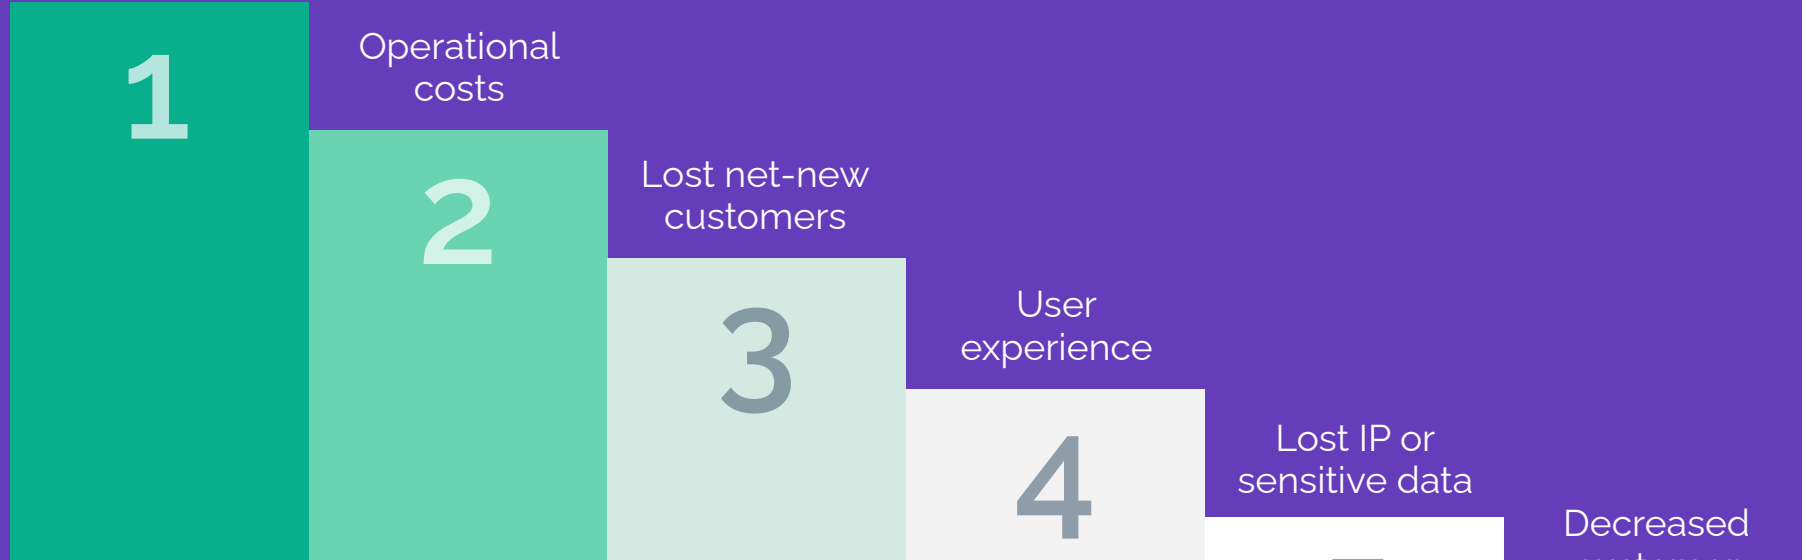 1
Operational
costs
2
Lost net-new
customers
3
User
experience
4
Lost IP or
sensitive data
Decreased